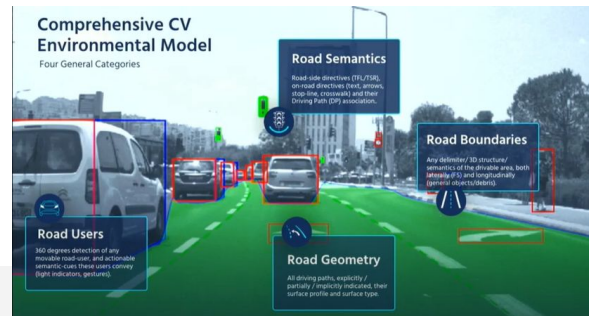 Comprehensive CV
Environmental Model
Four General Categories
Road Semantics
Road-side directives (TFL/TSR),
on-road directives (text, arrows,
stop-line, crosswalk) and their
Driving Path (DP) association.
Road Boundaries
Any delimiter/ 3D structure/
semantics of the drivable area, both
laterally (FS) and longitudinally
(general objects/debris).
Road Users
360 degrees detection of any
movable road-user, and actionable
semantic-cues these users convey
(light indicators, gestures).
Road Geometry
All driving paths, explicitly /
partially / implicitly indicated, their
surface profile and surface type.